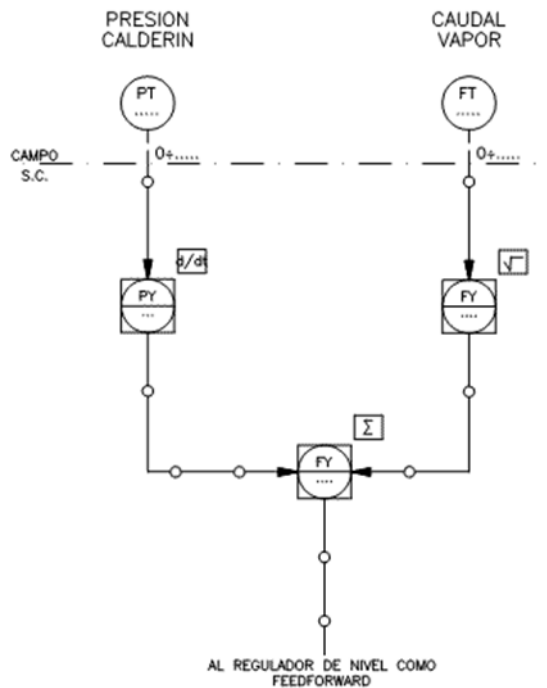 PRESION
CALDERIN
CAUDAL
VAPOR
PT
.....
FT
.....
CAMPO
S.C.
0÷.....
0÷.....
d/dt
√
PY
...
FY
....
Σ
FY
....
AL REGULADOR DE NIVEL COMO
FEEDFORWARD